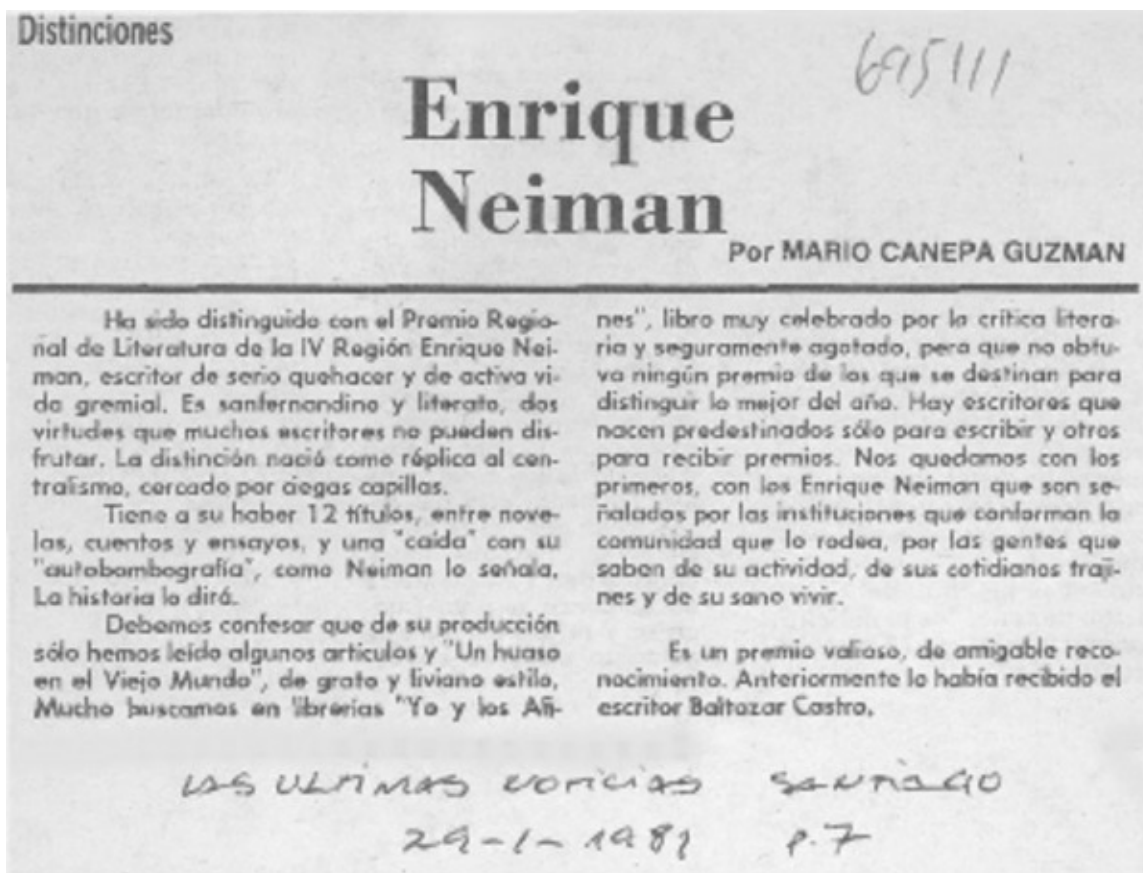 Distinciones
695111
Enrique
Neiman
Por MARIO CANEPA GUZMAN
Ha sido distinguido con el Premio Regio-
nal de Literatura de la IV Región Enrique Nei-
man, escritor de serio quehacer y de activa vi-
da gremial. Es sanfernandino y literato, dos
virtudes que muchos escritores no pueden dis-
frutar. La distinción nació como réplica al cen-
tralismo, cercado por ciegas capillas.
Tiene a su haber 12 títulos, entre nove-
las, cuentos y ensayos, y una "caída" con su
"autobombografía", como Neiman lo señala.
La historia lo dirá.
Debemos confesar que de su producción
sólo hemos leído algunos artículos y "Un huaso
en el Viejo Mundo", de grato y liviano estilo.
Mucho buscamos en librerías "Yo y los Añi-
nes", libro muy celebrado por la crítica litera-
ria y seguramente agotado, pero que no obtu-
vo ningún premio de los que se destinan para
distinguir lo mejor del año. Hay escritores que
nacen predestinados sólo para escribir y otros
para recibir premios. Nos quedamos con los
primeros, con los Enrique Neiman que son se-
ñalados por las instituciones que conforman la
comunidad que lo rodea, por las gentes que
saben de su actividad, de sus cotidianos traji-
nes y de su sano vivir.
Es un premio valioso, de amigable reco-
nocimiento. Anteriormente lo había recibido el
escritor Baltazar Castro.
LAS ULTIMAS NOTICIAS SANTIAGO
29-1-1981 p.7